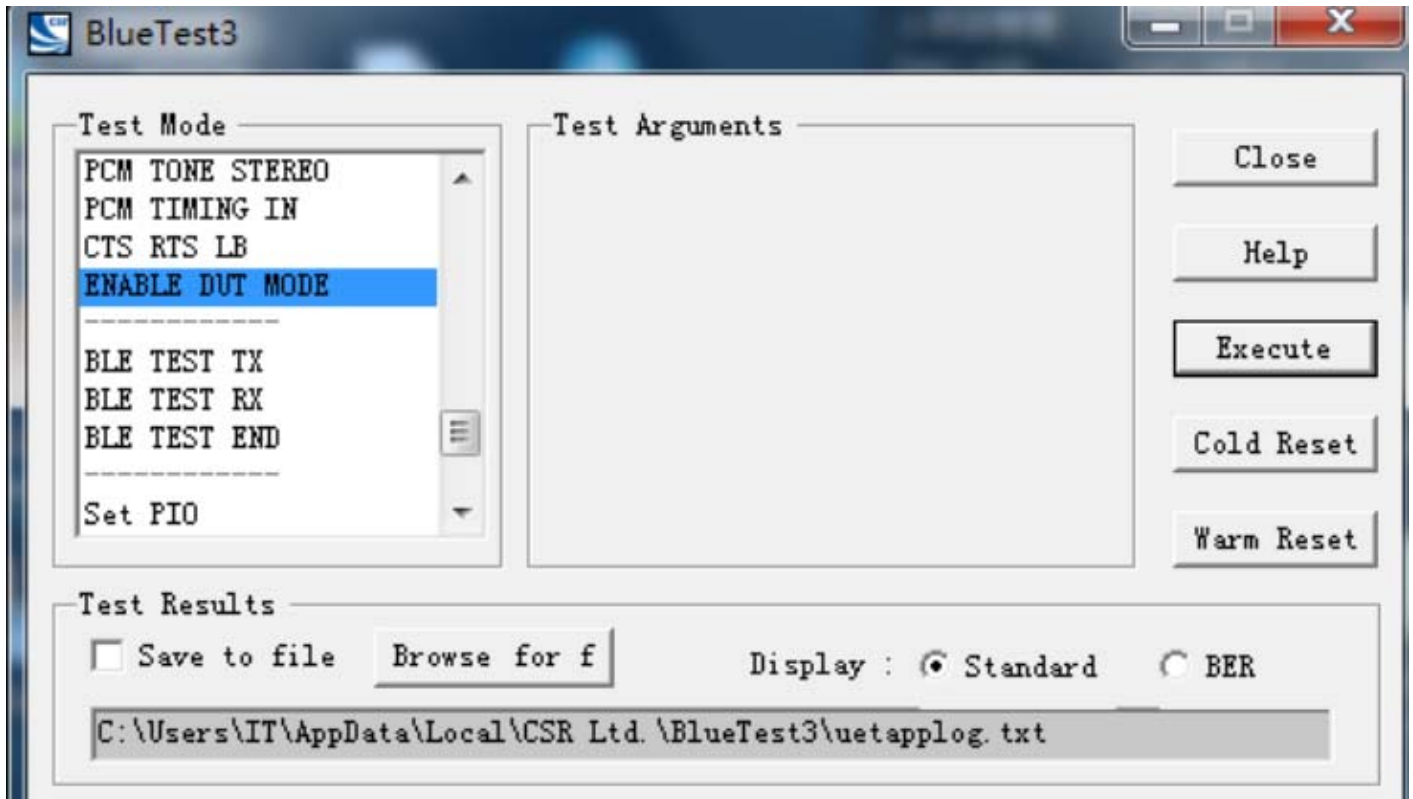 BlueTest3
Test Mode
PCM TONE STEREO
PCM TIMING IN
CTS RTS LB
ENABLE DUT MODE
------------
BLE TEST TX
BLE TEST RX
BLE TEST END
------------
Set PIO
Test Arguments
Close
Help
Execute
Cold Reset
Warm Reset
Test Results
Save to file
Browse for f
Display : Standard BER
C:\Users\IT\AppData\Local\CSR Ltd.\BlueTest3\uetapplog.txt